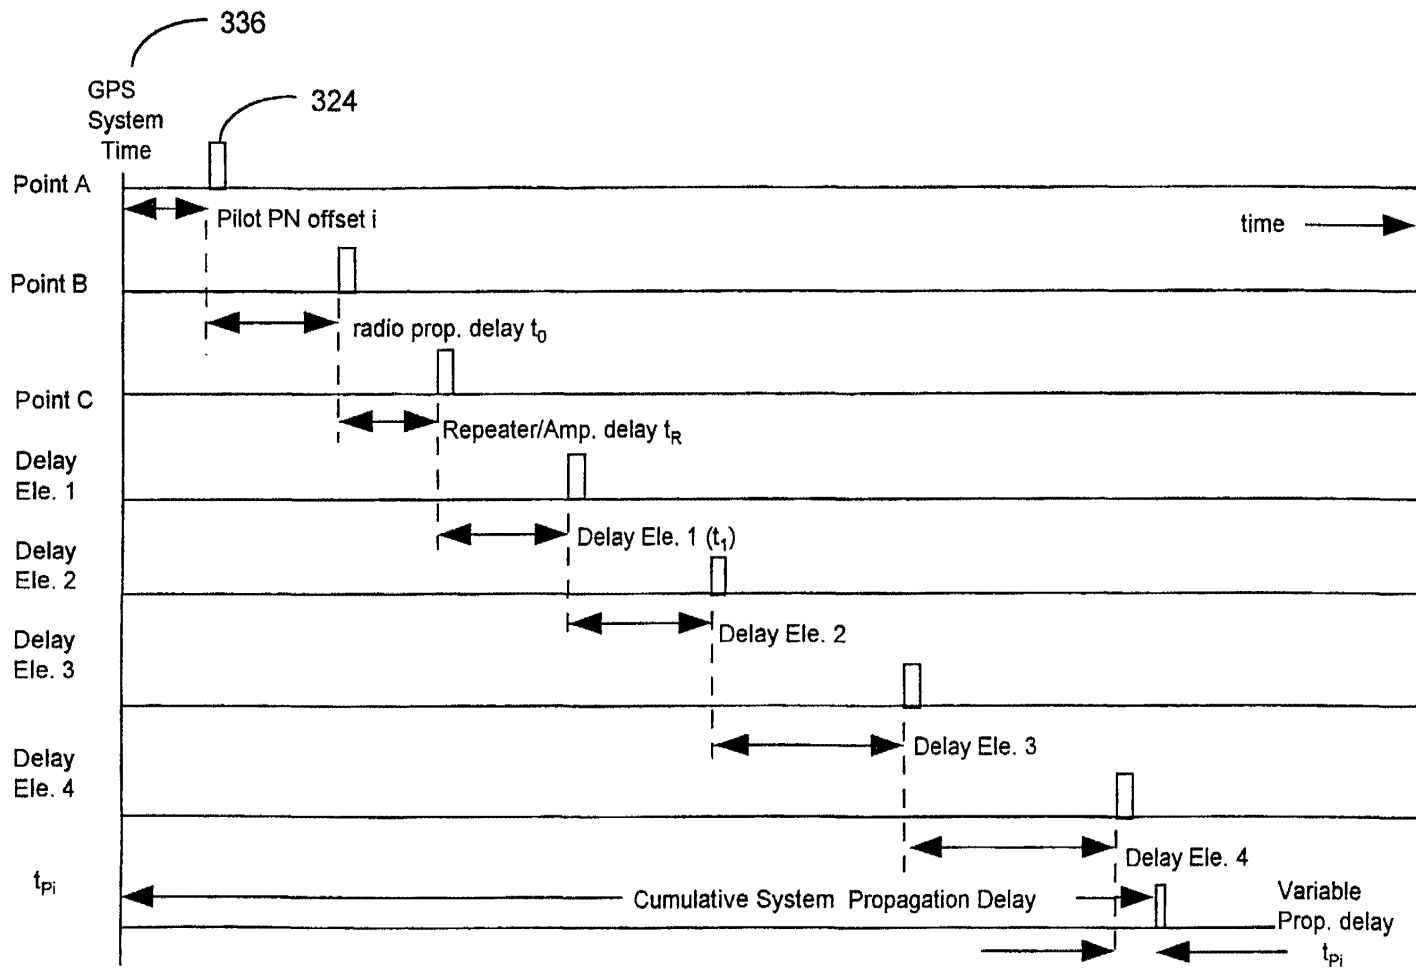 336
GPS
System
Time
324
Point A
Pilot PN offset i
time
Point B
radio prop. delay t0
Point C
Repeater/Amp. delay tR
Delay
Ele. 1
Delay Ele. 1 (t1)
Delay
Ele. 2
Delay Ele. 2
Delay
Ele. 3
Delay Ele. 3
Delay
Ele. 4
Delay Ele. 4
tPi
Cumulative System Propagation Delay
Variable
Prop. delay
tPi